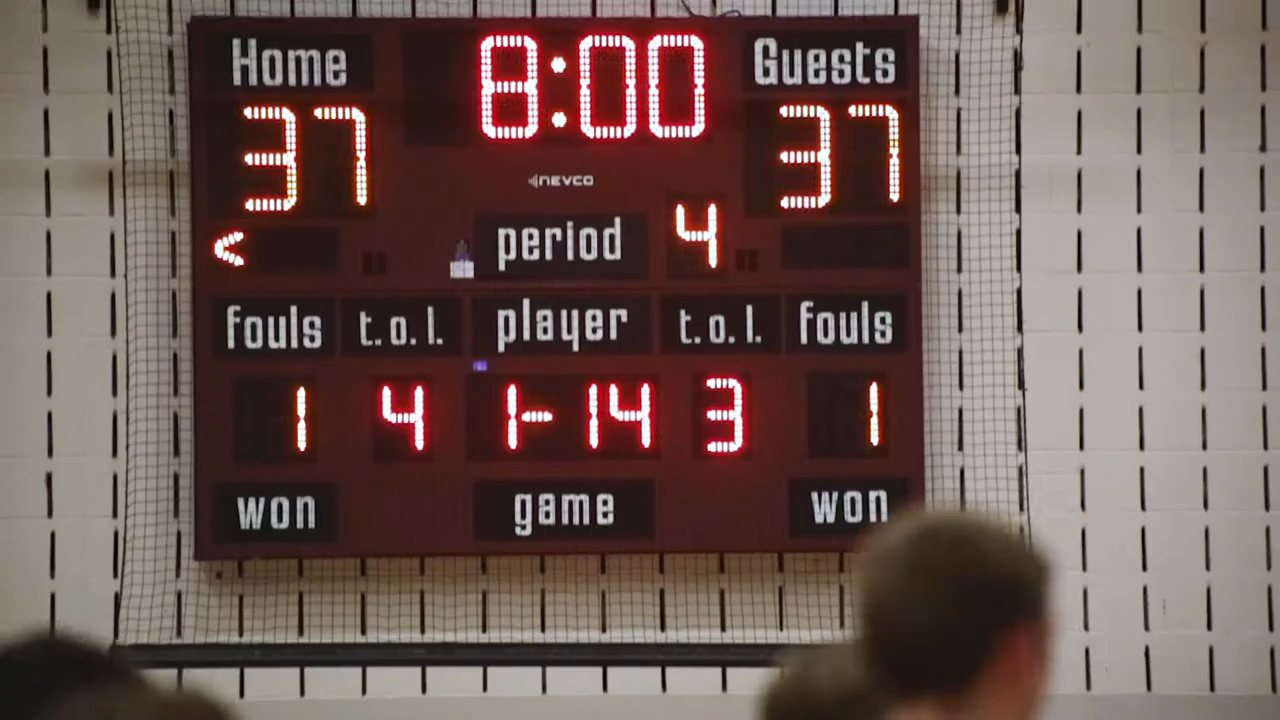 Home 8:00 Guests
37 37
NEVCO
< period 4
fouls t.o.l. player t.o.l. fouls
1 4 1-14 3 1
won game won